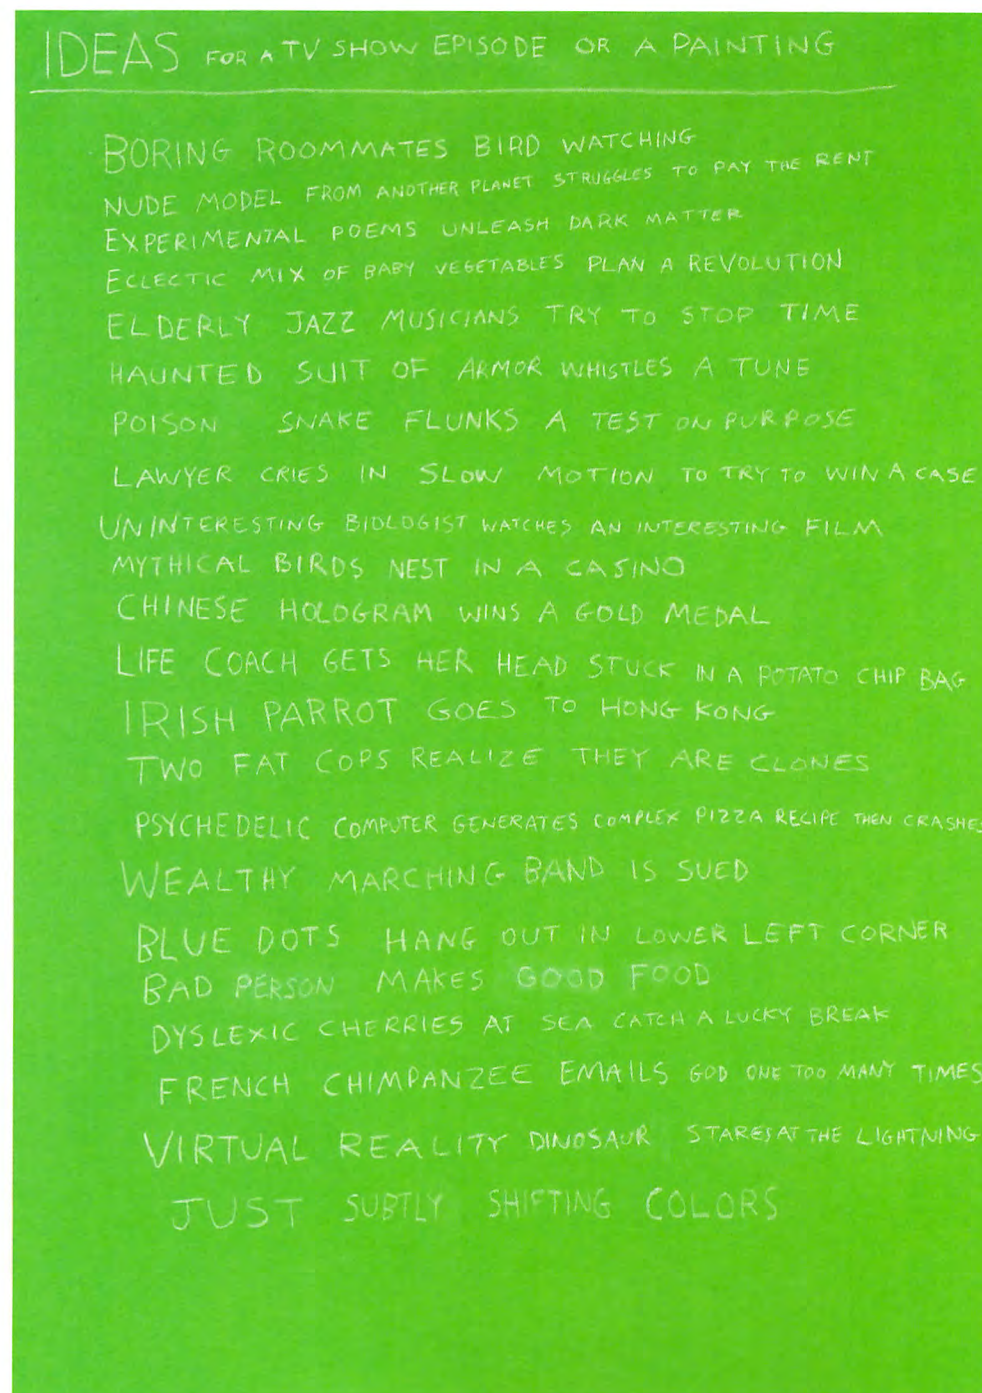 IDEAS FOR A TV SHOW EPISODE OR A PAINTING
BORING ROOMMATES BIRD WATCHING
NUDE MODEL FROM ANOTHER PLANET STRUGGLES TO PAY THE RENT
EXPERIMENTAL POEMS UNLEASH DARK MATTER
ECLECTIC MIX OF BABY VEGETABLES PLAN A REVOLUTION
ELDERLY JAZZ MUSICIANS TRY TO STOP TIME
HAUNTED SUIT OF ARMOR WHISTLES A TUNE
POISON SNAKE FLUNKS A TEST ON PURPOSE
LAWYER CRIES IN SLOW MOTION TO TRY TO WIN A CASE
UNINTERESTING BIOLOGIST WATCHES AN INTERESTING FILM
MYTHICAL BIRDS NEST IN A CASINO
CHINESE HOLOGRAM WINS A GOLD MEDAL
LIFE COACH GETS HER HEAD STUCK IN A POTATO CHIP BAG
IRISH PARROT GOES TO HONG KONG
TWO FAT COPS REALIZE THEY ARE CLONES
PSYCHEDELIC COMPUTER GENERATES COMPLEX PIZZA RECIPE THEN CRASHES
WEALTHY MARCHING BAND IS SUED
BLUE DOTS HANG OUT IN LOWER LEFT CORNER
BAD PERSON MAKES GOOD FOOD
DYSLEXIC CHERRIES AT SEA CATCH A LUCKY BREAK
FRENCH CHIMPANZEE EMAILS GOD ONE TOO MANY TIMES
VIRTUAL REALITY DINOSAUR STARES AT THE LIGHTNING
JUST SUBTLY SHIFTING COLORS